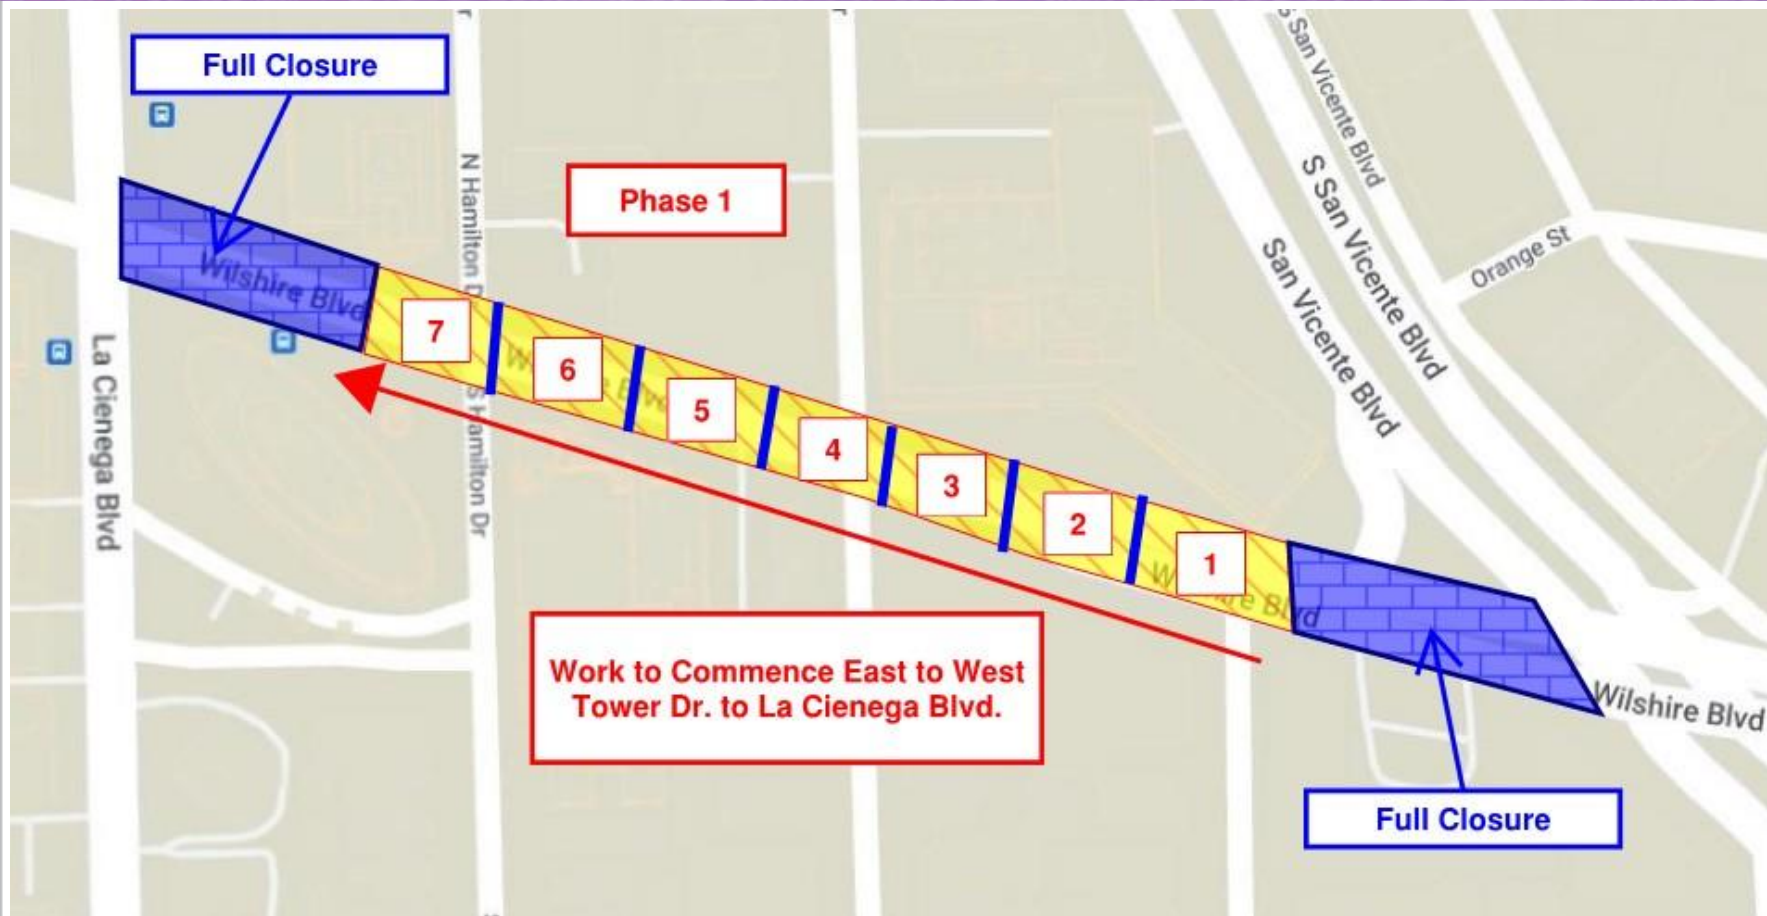 Full Closure
Phase 1
N Hamilton D
S San Vicente Blvd
S San Vicente Blvd
San Vicente Blvd
Orange St
Wilshire Blvd
La Cienega Blvd
S Hamilton Dr
7
6
5
4
3
2
1
Work to Commence East to West
Tower Dr. to La Cienega Blvd.
Wilshire Blvd
Full Closure